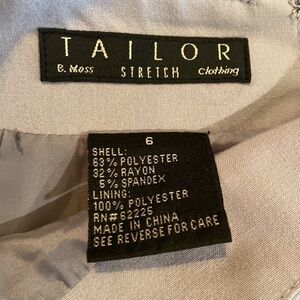 TAILOR
B. Moss STRETCH Clothing
6
SHELL:
63% POLYESTER
32% RAYON
5% SPANDEX
LINING:
100% POLYESTER
RN#62225
MADE IN CHINA
SEE REVERSE FOR CARE